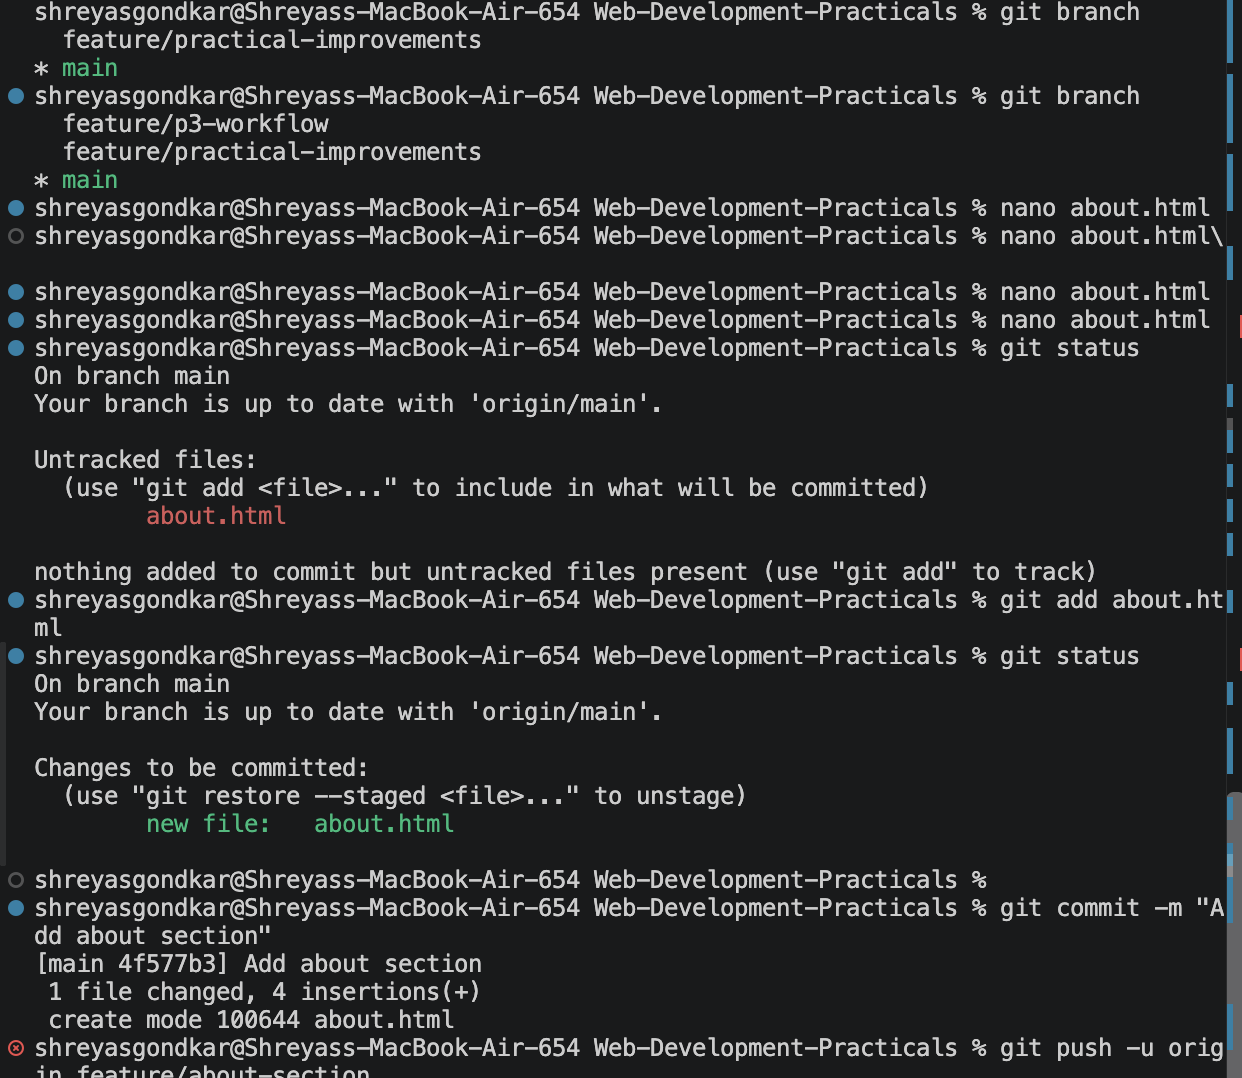 shreyasgondkar@Shreyass-MacBook-Air-654 Web-Development-Practicals % git branch
  feature/practical-improvements
* main
shreyasgondkar@Shreyass-MacBook-Air-654 Web-Development-Practicals % git branch
  feature/p3-workflow
  feature/practical-improvements
* main
shreyasgondkar@Shreyass-MacBook-Air-654 Web-Development-Practicals % nano about.html
shreyasgondkar@Shreyass-MacBook-Air-654 Web-Development-Practicals % nano about.html\
shreyasgondkar@Shreyass-MacBook-Air-654 Web-Development-Practicals % nano about.html
shreyasgondkar@Shreyass-MacBook-Air-654 Web-Development-Practicals % nano about.html
shreyasgondkar@Shreyass-MacBook-Air-654 Web-Development-Practicals % git status
On branch main
Your branch is up to date with 'origin/main'.
Untracked files:
  (use "git add <file>..." to include in what will be committed)
        about.html
nothing added to commit but untracked files present (use "git add" to track)
shreyasgondkar@Shreyass-MacBook-Air-654 Web-Development-Practicals % git add about.ht
ml
shreyasgondkar@Shreyass-MacBook-Air-654 Web-Development-Practicals % git status
On branch main
Your branch is up to date with 'origin/main'.
Changes to be committed:
  (use "git restore --staged <file>..." to unstage)
        new file:   about.html
shreyasgondkar@Shreyass-MacBook-Air-654 Web-Development-Practicals %
shreyasgondkar@Shreyass-MacBook-Air-654 Web-Development-Practicals % git commit -m "A
dd about section"
[main 4f577b3] Add about section
 1 file changed, 4 insertions(+)
 create mode 100644 about.html
shreyasgondkar@Shreyass-MacBook-Air-654 Web-Development-Practicals % git push -u orig
in feature/about-section